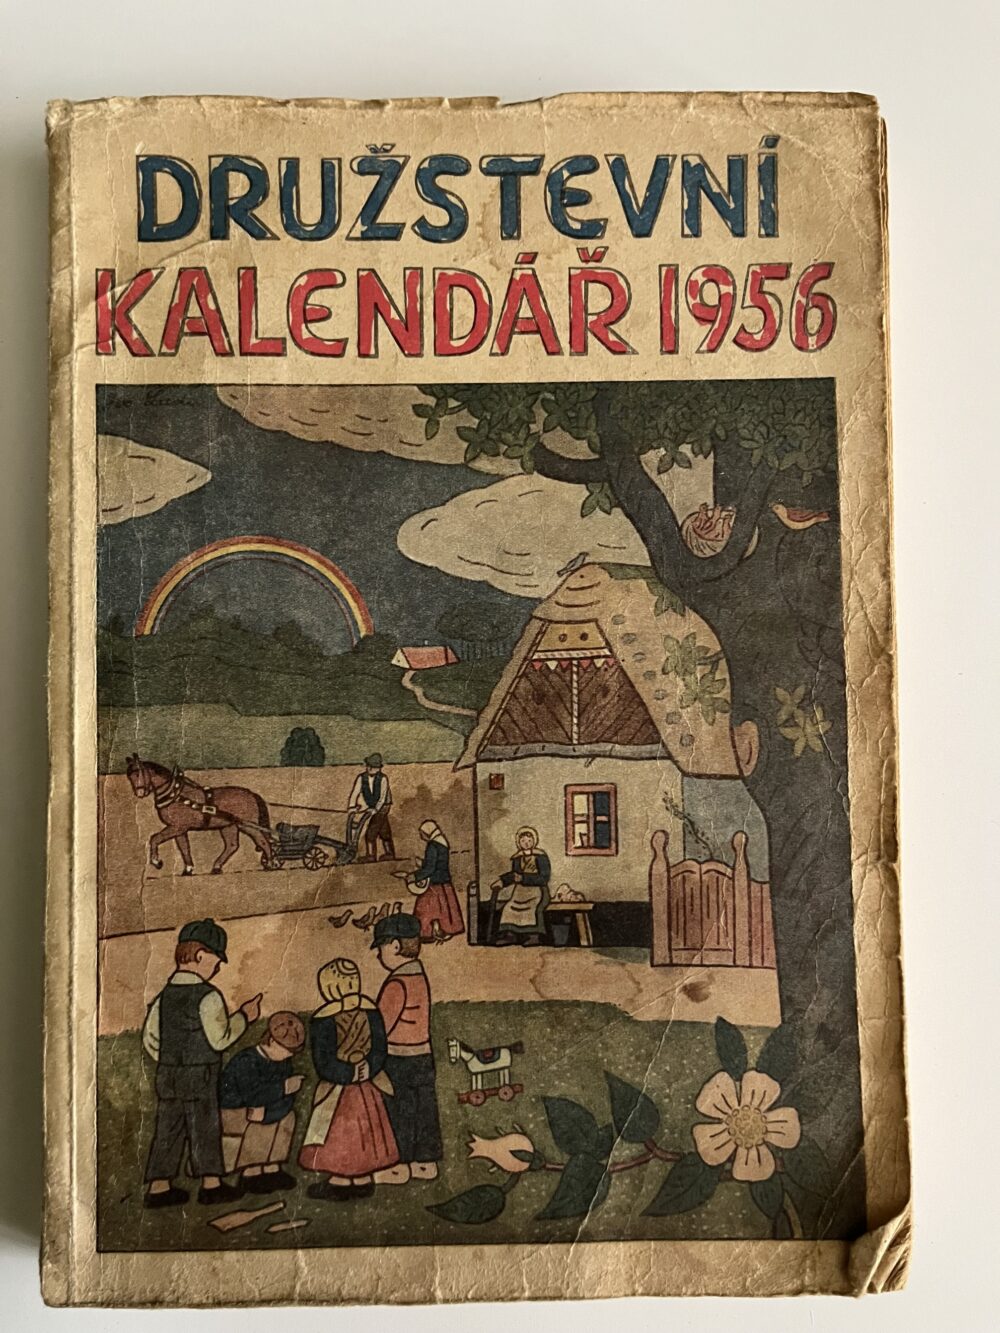 DRUŽSTEVNÍ
KALENDÁŘ 1956